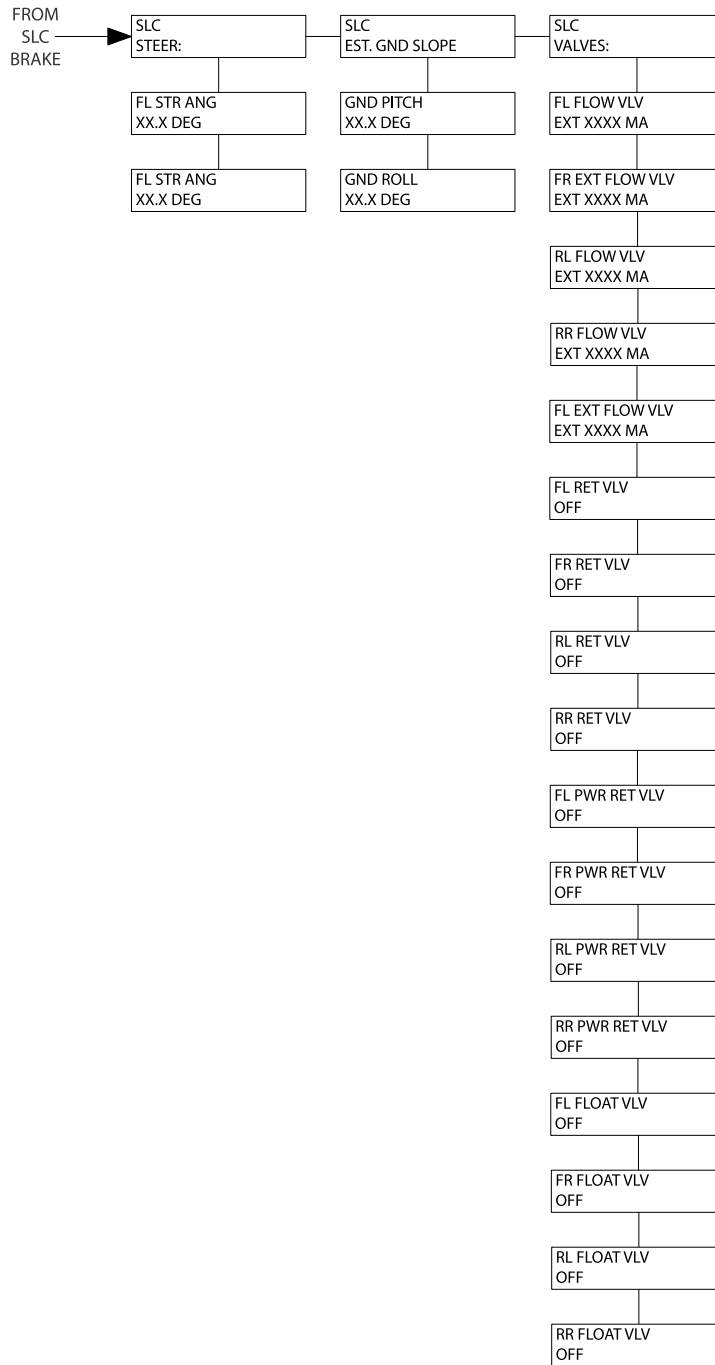 FROM
SLC
BRAKE
SLC
STEER:
FL STR ANG
XX.X DEG
FL STR ANG
XX.X DEG
SLC
EST. GND SLOPE
GND PITCH
XX.X DEG
GND ROLL
XX.X DEG
SLC
VALVES:
FL FLOW VLV
EXT XXXX MA
FR EXT FLOW VLV
EXT XXXX MA
RL FLOW VLV
EXT XXXX MA
RR FLOW VLV
EXT XXXX MA
FL EXT FLOW VLV
EXT XXXX MA
FL RET VLV
OFF
FR RET VLV
OFF
RL RET VLV
OFF
RR RET VLV
OFF
FL PWR RET VLV
OFF
FR PWR RET VLV
OFF
RL PWR RET VLV
OFF
RR PWR RET VLV
OFF
FL FLOAT VLV
OFF
FR FLOAT VLV
OFF
RL FLOAT VLV
OFF
RR FLOAT VLV
OFF